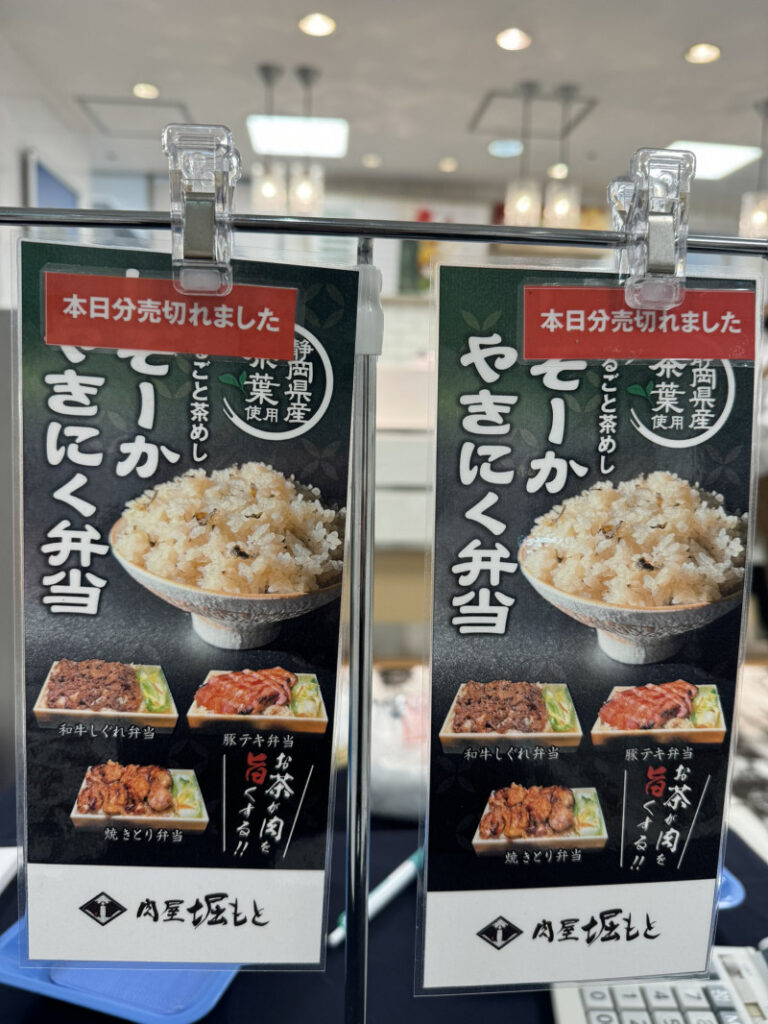 本日分売切れました
静岡県産
茶葉
使用
るごと茶めし
そーか
やきにく弁当
和牛しぐれ弁当
豚テキ弁当
焼きとり弁当
お茶が肉を
旨くする!!
肉屋堀もと
本日分売切れました
静岡県産
茶葉
使用
るごと茶めし
そーか
やきにく弁当
和牛しぐれ弁当
豚テキ弁当
焼きとり弁当
お茶が肉を
旨くする!!
肉屋堀もと
0
1
2
3